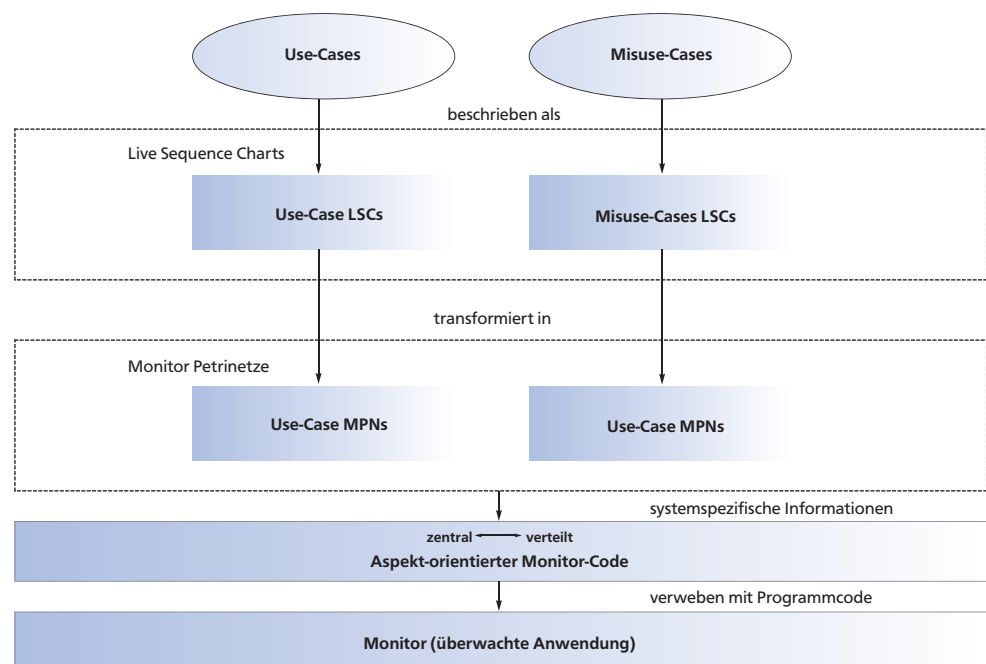 Use-Cases
Misuse-Cases
beschrieben als
Live Sequence Charts
Use-Case LSCs
Misuse-Cases LSCs
transformiert in
Monitor Petrinetze
Use-Case MPNs
Use-Case MPNs
systemspezifische Informationen
zentral verteilt
Aspekt-orientierter Monitor-Code
verweben mit Programmcode
Monitor (überwachte Anwendung)